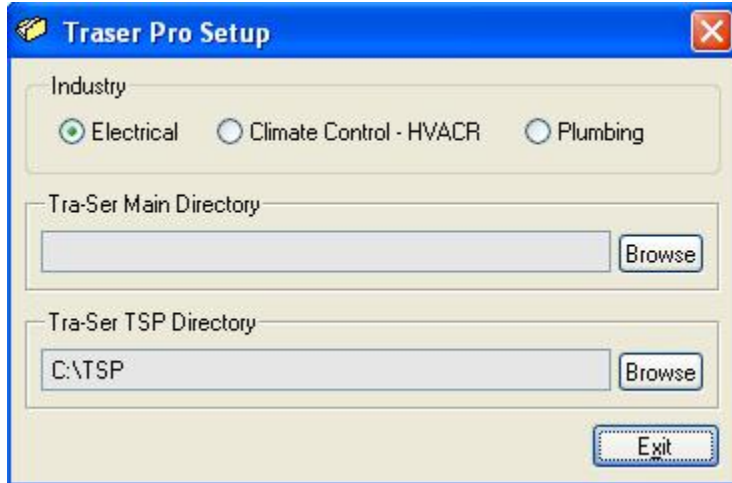 Traser Pro Setup
Industry
Electrical Climate Control - HVACR Plumbing
Tra-Ser Main Directory
Browse
Tra-Ser TSP Directory
C:\TSP Browse
Exit